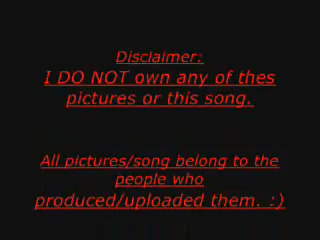 Disclaimer:
I DO NOT own any of thes
pictures or this song.
All pictures/song belong to the
people who
produced/uploaded them. :)